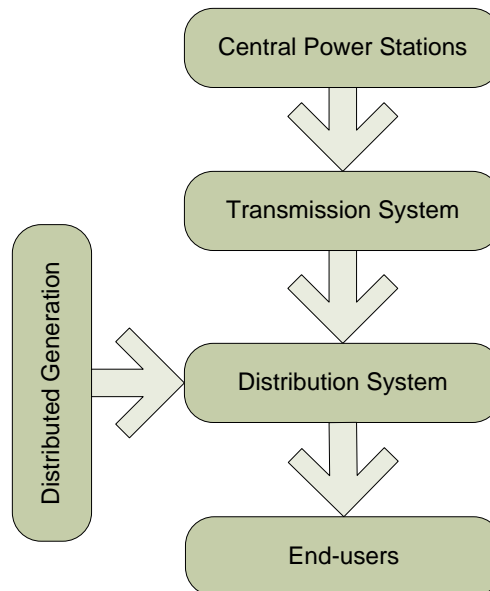 Central Power Stations
Transmission System
Distributed Generation
Distribution System
End-users